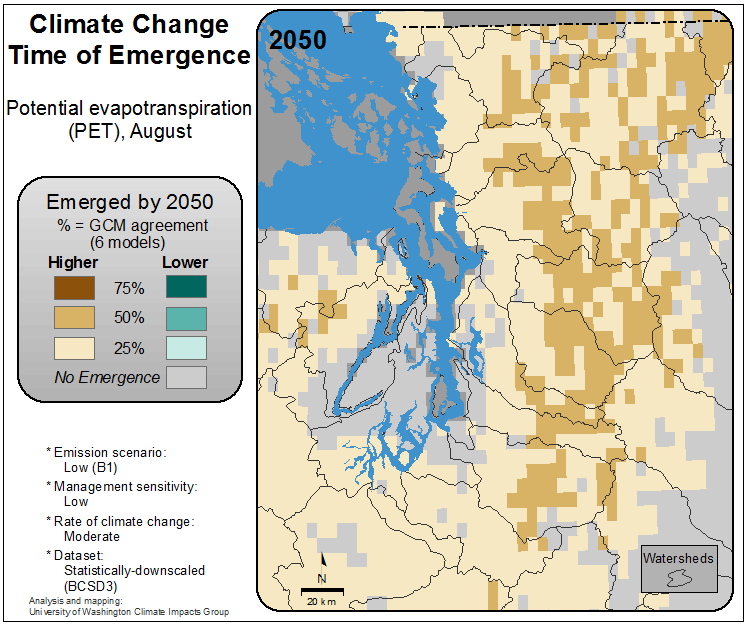 Climate Change
Time of Emergence
Potential evapotranspiration
(PET), August
Emerged by 2050
% = GCM agreement
(6 models)
Higher Lower
75%
50%
25%
No Emergence
* Emission scenario:
Low (B1)
* Management sensitivity:
Low
* Rate of climate change:
Moderate
* Dataset:
Statistically-downscaled
(BCSD3)
Analysis and mapping:
University of Washington Climate Impacts Group
2050
N
20 km
Watersheds